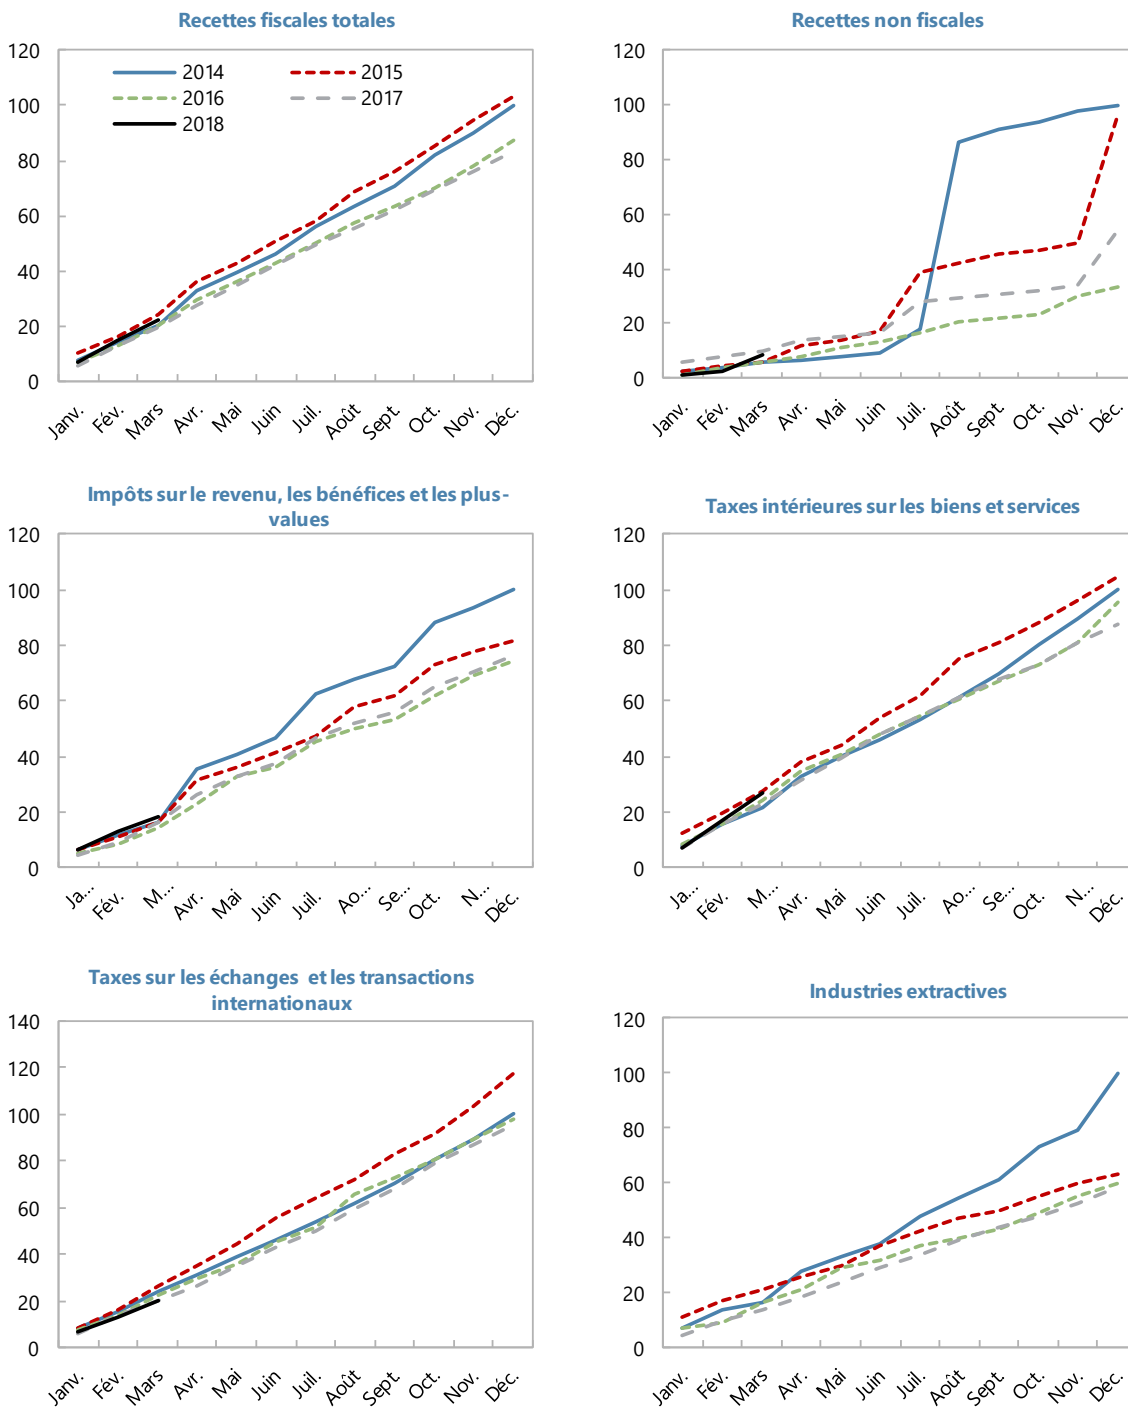 Recettes fiscales totales
120
100
80
60
40
20
0
2014
2015
2016
2017
2018
Janv.
Fév.
Mars
Avr.
Mai
Juin
Juil.
Août
Sept
Oct.
Nov.
Déc.
Recettes non fiscales
120
100
80
60
40
20
0
Janv.
Fév.
Mars
Avr.
Mai
Juin
Juil.
Août
Sept.
Oct.
Nov.
Déc.
Impôts sur le revenu, les bénéfices et les plus-
values
120
100
80
60
40
20
0
Ja...
Fév.
M...
Avr.
Mai
Juin
Juil.
Ao...
Se...
Oct.
N...
Déc.
Taxes intérieures sur les biens et services
120
100
80
60
40
20
0
Ja...
Fév.
M...
Avr.
Mai
Juin
Juil.
Ao...
Se...
Oct.
N...
Déc.
Taxes sur les échanges et les transactions
internationaux
140
120
100
80
60
40
20
0
Janv.
Fév.
Mars
Avr.
Mai
Juin
Juil.
Août
Sept
Oct.
Nov.
Déc.
Industries extractives
120
100
80
60
40
20
0
Janv.
Fév.
Mars
Avr.
Mai
Juin
Juil.
Août
Sept.
Oct.
Nov.
Déc.